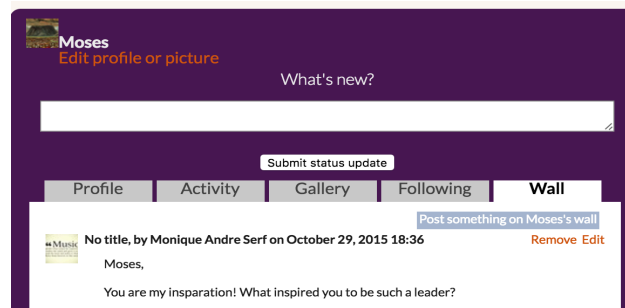 Moses
Edit profile or picture
What's new?
Submit status update
Profile Activity Gallery Following Wall
Post something on Moses's wall
“Music
No title, by Monique Andre Serf on October 29, 2015 18:36 Remove Edit
Moses,
You are my insparation! What inspired you to be such a leader?